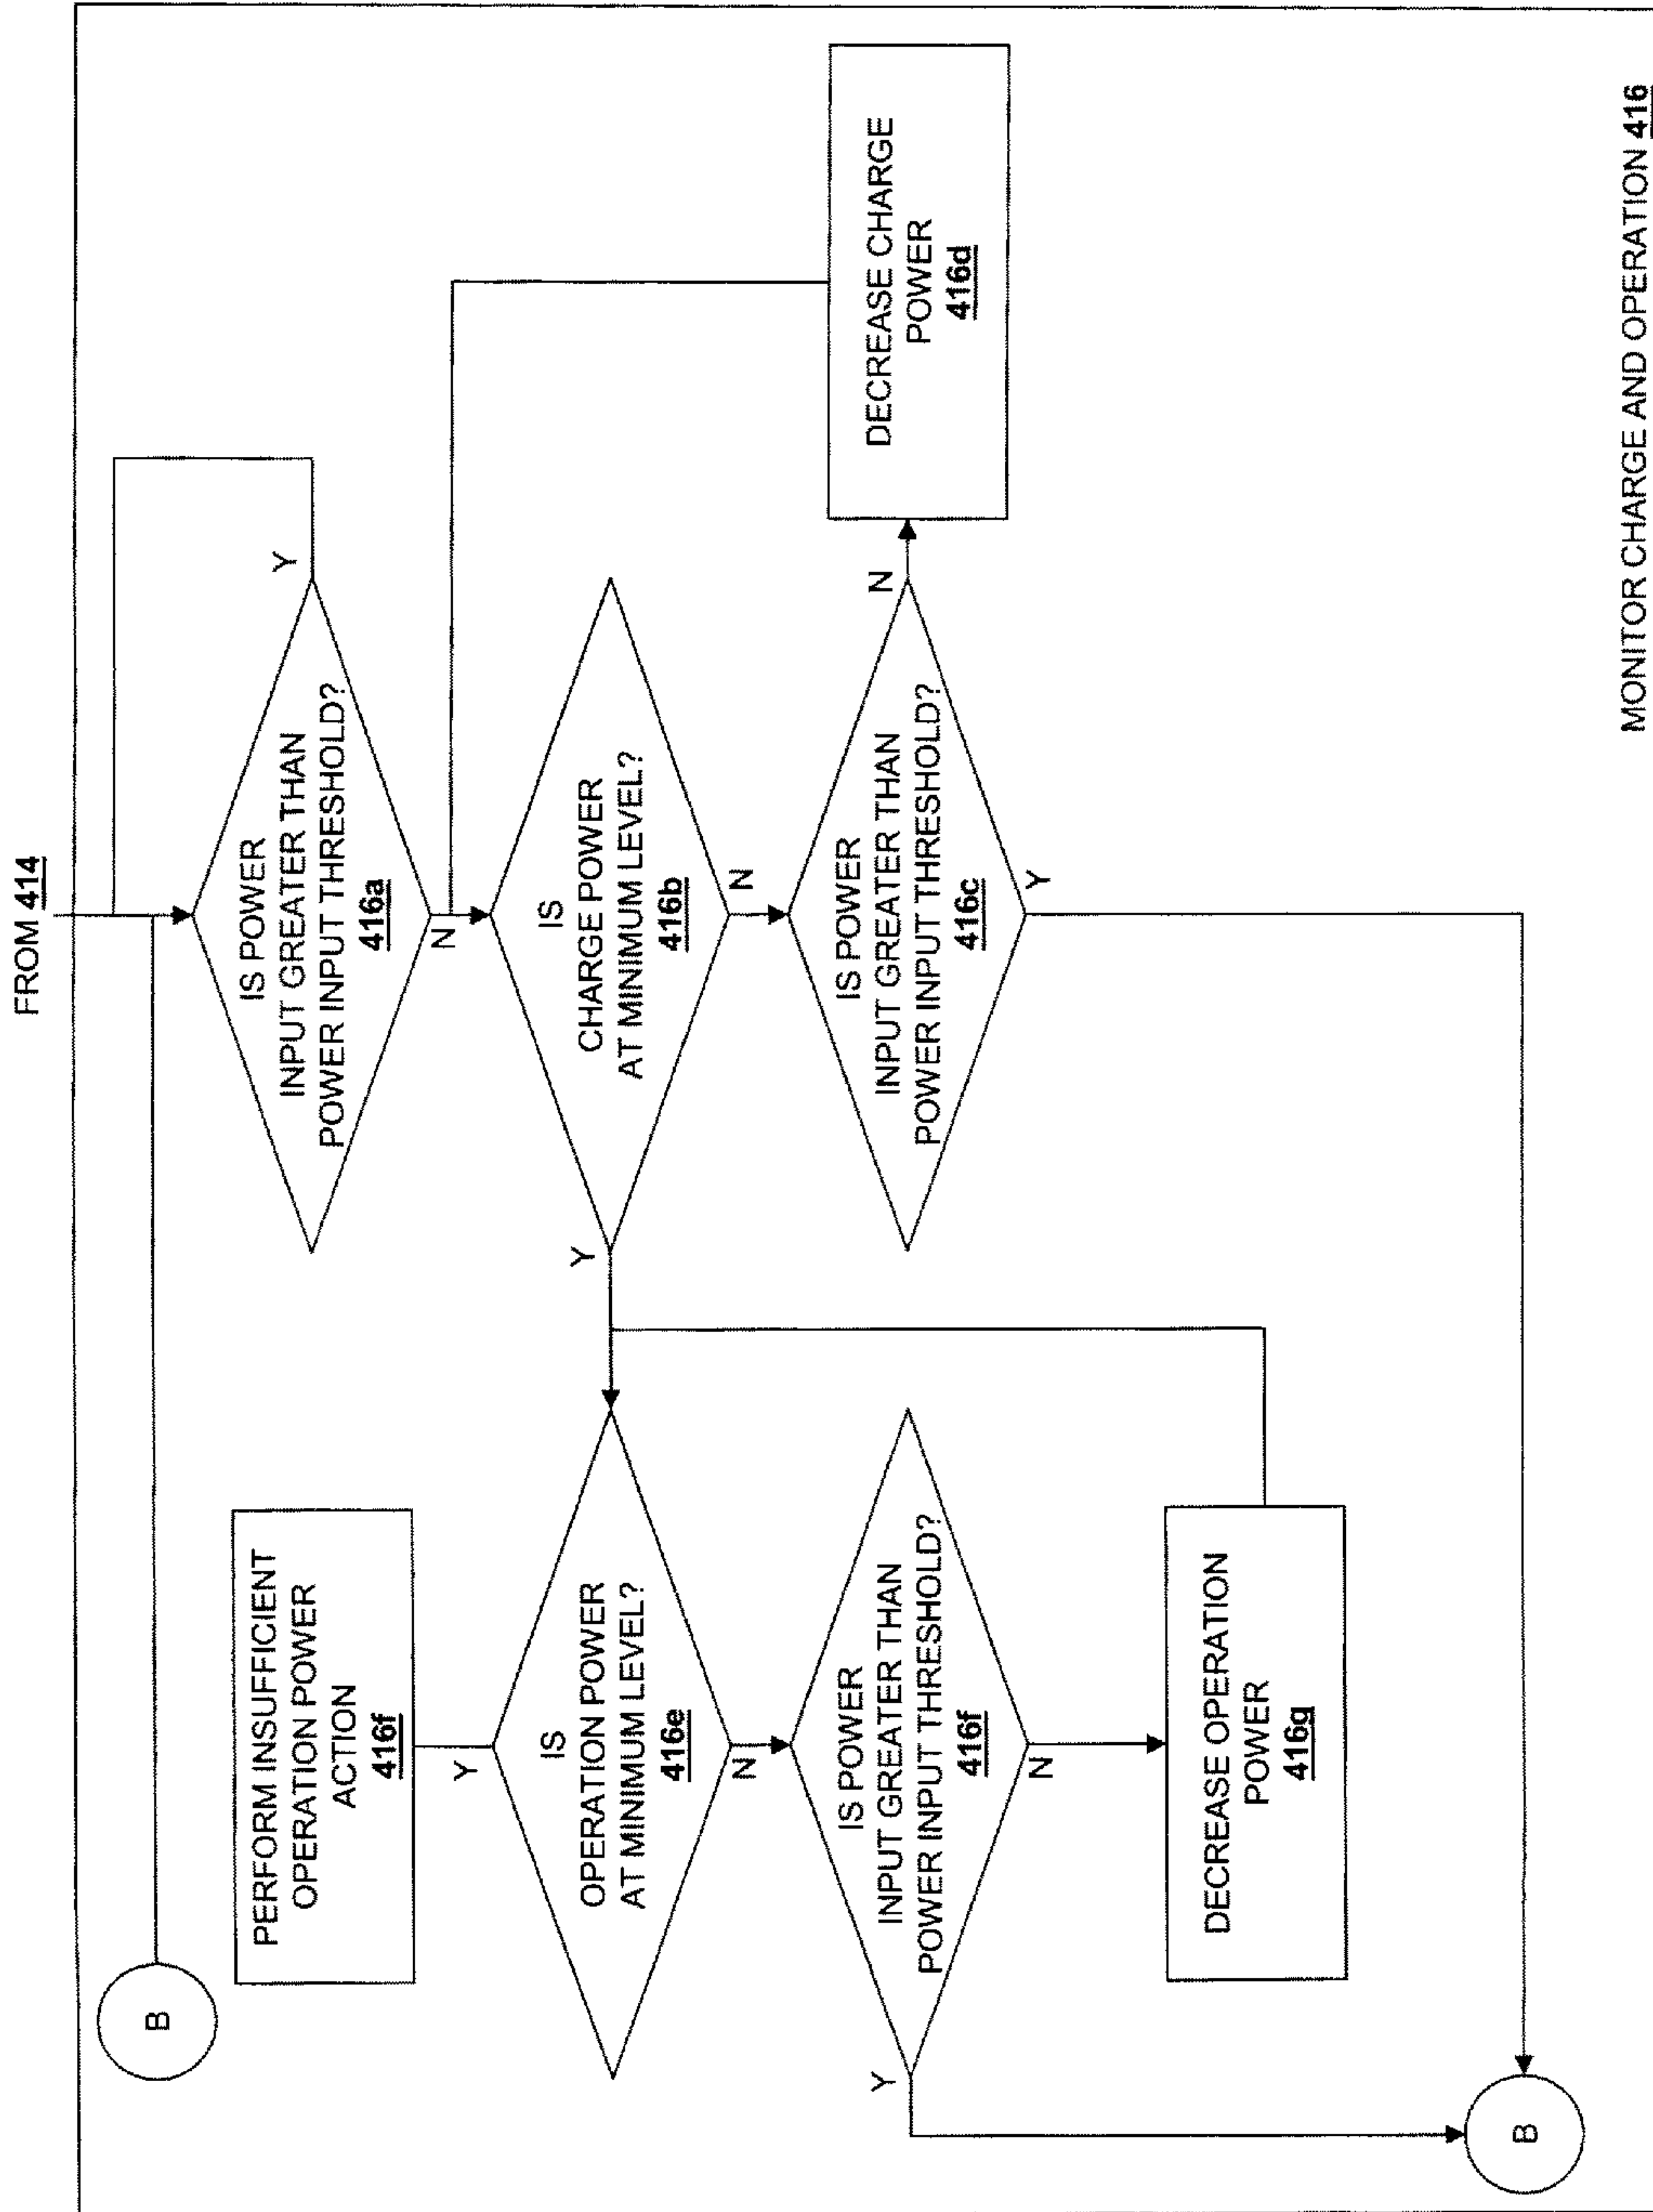 FROM 414
IS POWER
INPUT GREATER THAN
POWER INPUT THRESHOLD?
416a
Y
N
IS
CHARGE POWER
AT MINIMUM LEVEL?
416b
Y
N
IS POWER
INPUT GREATER THAN
POWER INPUT THRESHOLD?
416c
N
Y
DECREASE CHARGE
POWER
416d
B
PERFORM INSUFFICIENT
OPERATION POWER
ACTION
416f
Y
IS
OPERATION POWER
AT MINIMUM LEVEL?
416e
N
IS POWER
INPUT GREATER THAN
POWER INPUT THRESHOLD?
416f
Y
N
DECREASE OPERATION
POWER
416g
B
MONITOR CHARGE AND OPERATION 416